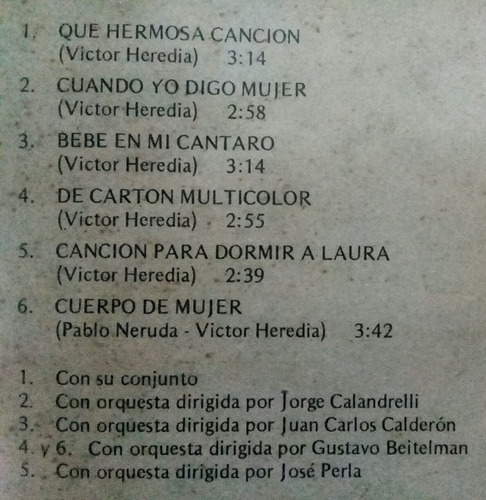 1. QUE HERMOSA CANCION
(Victor Heredia) 3:14
2. CUANDO YO DIGO MUJER
(Victor Heredia) 2:58
3. BEBE EN MI CANTARO
(Victor Heredia) 3:14
4. DE CARTON MULTICOLOR
(Victor Heredia) 2:55
5. CANCION PARA DORMIR A LAURA
(Victor Heredia) 2:39
6. CUERPO DE MUJER
(Pablo Neruda - Victor Heredia) 3:42
1. Con su conjunto
2. Con orquesta dirigida por Jorge Calandrelli
3. Con orquesta dirigida por Juan Carlos Calderón
4. y 6. Con orquesta dirigida por Gustavo Beitelman
5. Con orquesta dirigida por José Perla